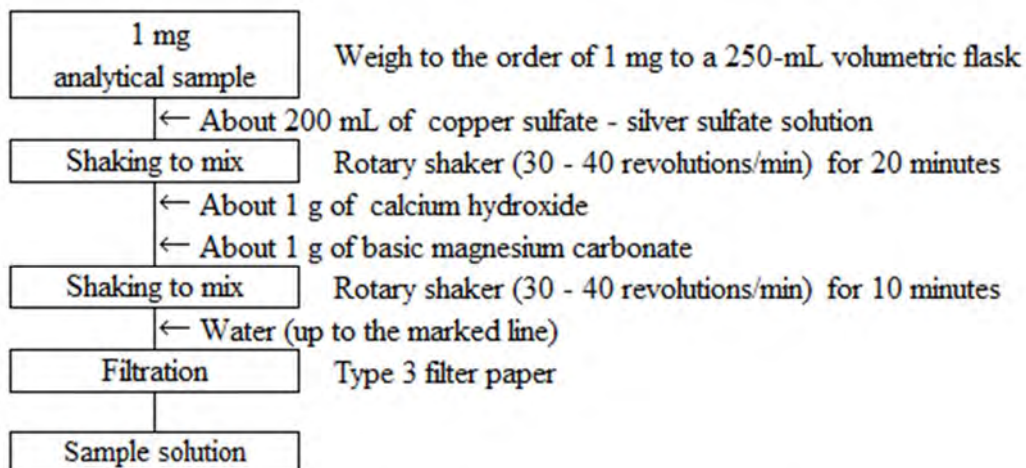 1 mg
analytical sample
Weigh to the order of 1 mg to a 250-mL volumetric flask
← About 200 mL of copper sulfate - silver sulfate solution
Shaking to mix
Rotary shaker (30 - 40 revolutions/min) for 20 minutes
← About 1 g of calcium hydroxide
← About 1 g of basic magnesium carbonate
Shaking to mix
Rotary shaker (30 - 40 revolutions/min) for 10 minutes
← Water (up to the marked line)
Filtration
Type 3 filter paper
Sample solution